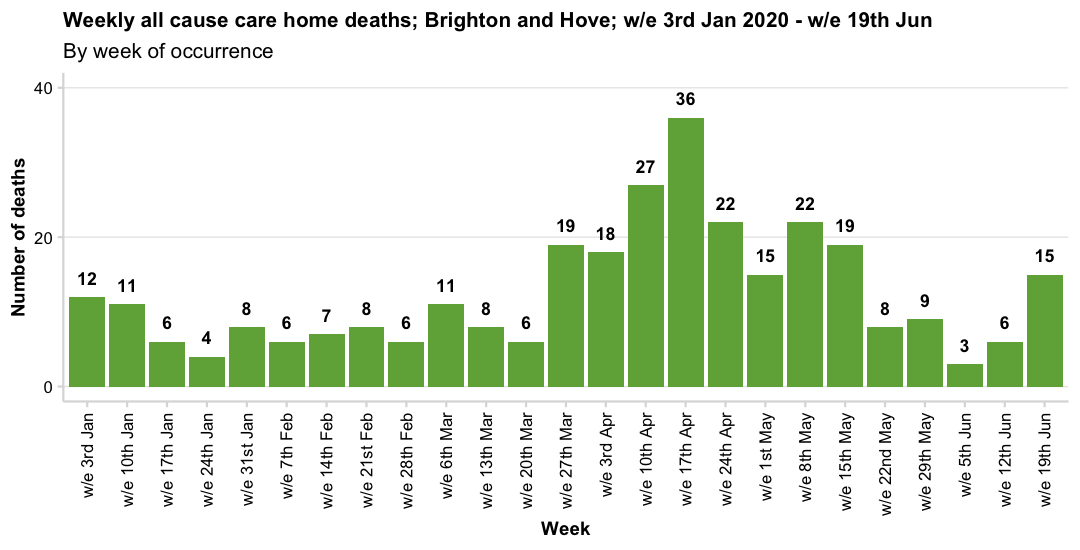 Weekly all cause care home deaths; Brighton and Hove; w/e 3rd Jan 2020 - w/e 19th Jun
By week of occurrence
Number of deaths
40
20
0
12
11
6
4
8
6
7
8
6
11
8
6
19
18
27
36
22
15
22
19
8
9
3
6
15
w/e 3rd Jan
w/e 10th Jan
w/e 17th Jan
w/e 24th Jan
w/e 31st Jan
w/e 7th Feb
w/e 14th Feb
w/e 21st Feb
w/e 28th Feb
w/e 6th Mar
w/e 13th Mar
w/e 20th Mar
w/e 27th Mar
w/e 3rd Apr
w/e 10th Apr
w/e 17th Apr
w/e 24th Apr
w/e 1st May
w/e 8th May
w/e 15th May
w/e 22nd May
w/e 29th May
w/e 5th Jun
w/e 12th Jun
w/e 19th Jun
Week